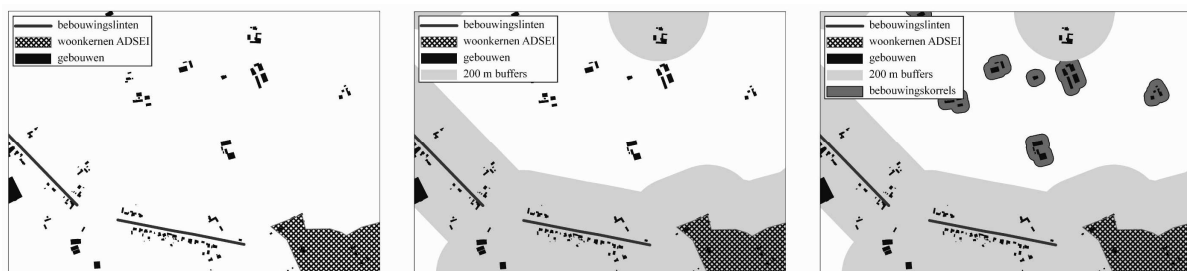 bebouwingslinten
woonkernen ADSEI
gebouwen
bebouwingslinten
woonkernen ADSEI
gebouwen
200 m buffers
bebouwingslinten
woonkernen ADSEI
gebouwen
200 m buffers
bebouwingskorrels